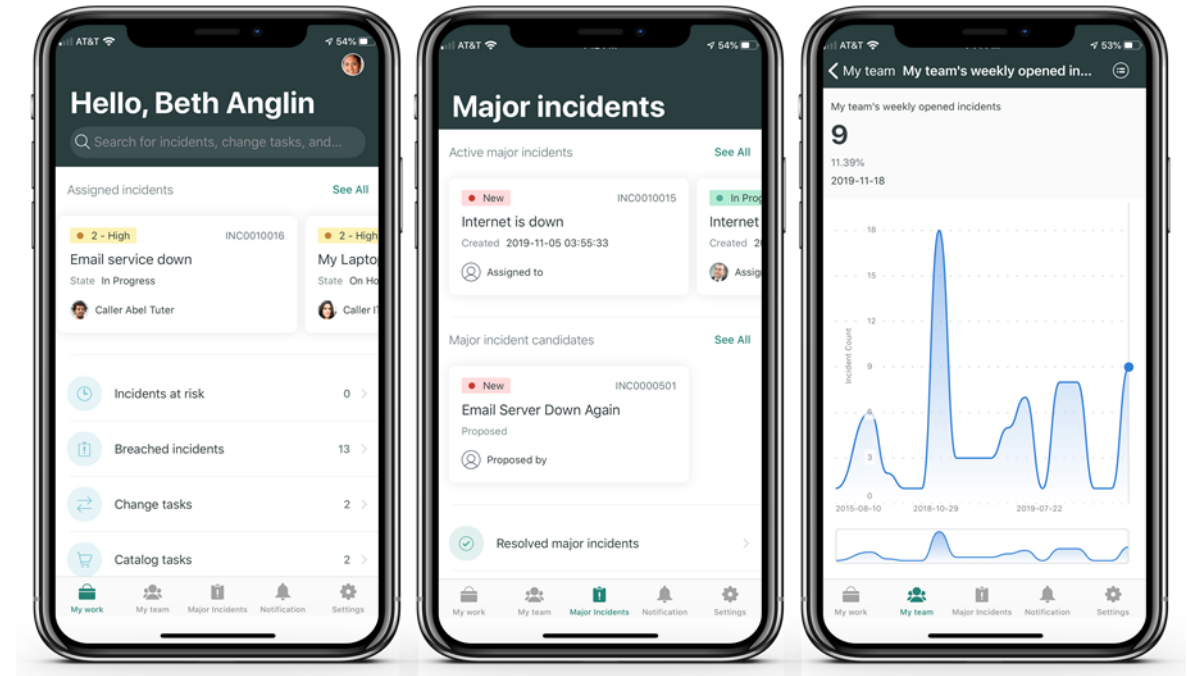 AT&T
54%
Hello, Beth Anglin
Search for incidents, change tasks, and...
Assigned incidents
See All
2 - High
INC0010016
Email service down
State In Progress
Caller Abel Tuter
2 - High
My Lapto
State On Ho
Caller IT
Incidents at risk
0
Breached incidents
13
Change tasks
2
Catalog tasks
2
My work
My team
Major Incidents
Notification
Settings
AT&T
54%
Major incidents
Active major incidents
See All
New
INC0010015
Internet is down
Created 2019-11-05 03:55:33
Assigned to
In Prog
Internet
Created 2
Assig
Major incident candidates
See All
New
INC0000501
Email Server Down Again
Proposed
Proposed by
Resolved major incidents
My work
My team
Major Incidents
Notification
Settings
AT&T
53%
My team My team's weekly opened in...
My team's weekly opened incidents
9
11.39%
2019-11-18
18
15
12
9
6
3
0
Incident Count
2015-08-10
2018-10-29
2019-07-22
My work
My team
Major Incidents
Notification
Settings